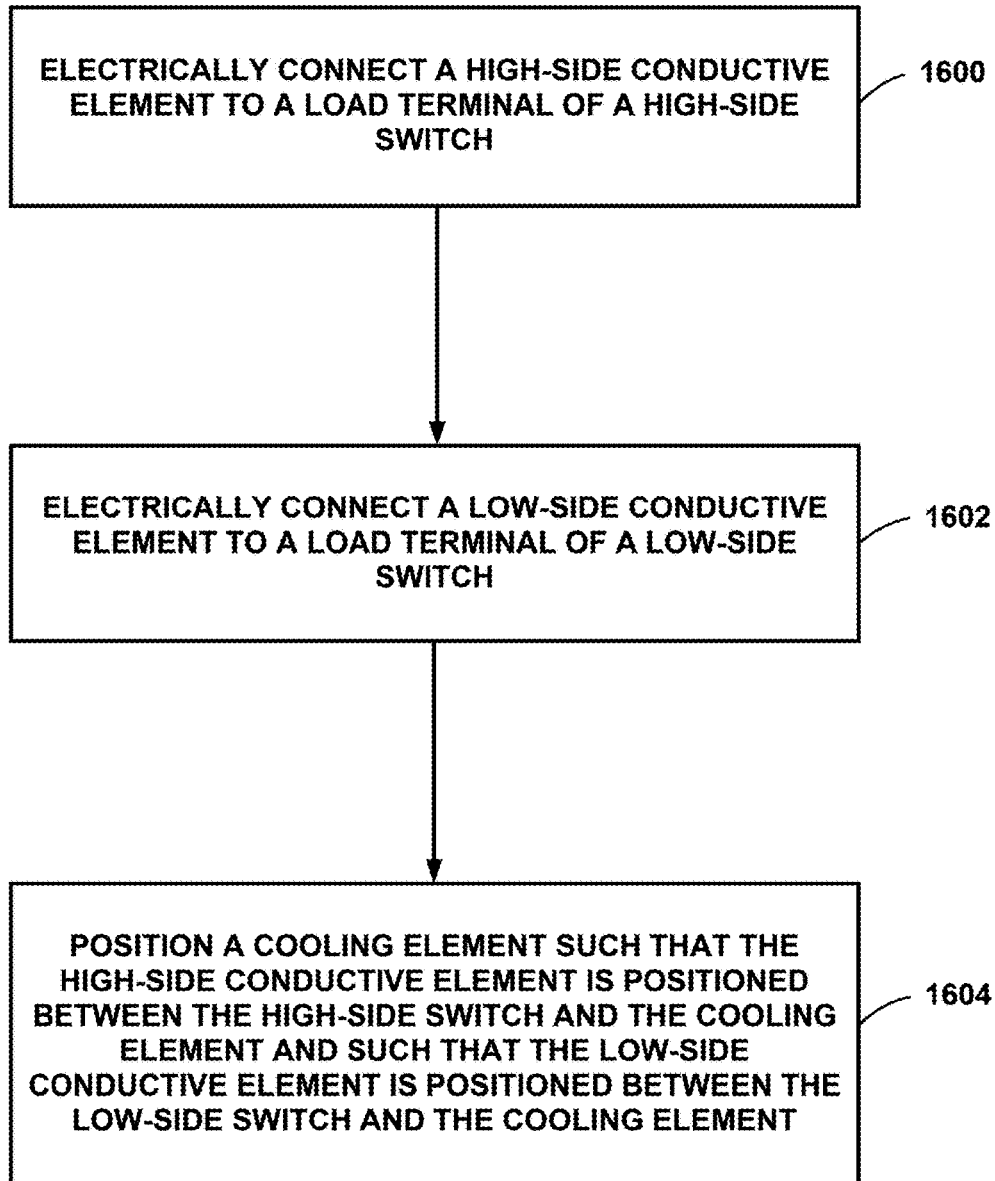 ELECTRICALLY CONNECT A HIGH-SIDE CONDUCTIVE
ELEMENT TO A LOAD TERMINAL OF A HIGH-SIDE
SWITCH
1600
ELECTRICALLY CONNECT A LOW-SIDE CONDUCTIVE
ELEMENT TO A LOAD TERMINAL OF A LOW-SIDE
SWITCH
1602
POSITION A COOLING ELEMENT SUCH THAT THE
HIGH-SIDE CONDUCTIVE ELEMENT IS POSITIONED
BETWEEN THE HIGH-SIDE SWITCH AND THE COOLING
ELEMENT AND SUCH THAT THE LOW-SIDE
CONDUCTIVE ELEMENT IS POSITIONED BETWEEN THE
LOW-SIDE SWITCH AND THE COOLING ELEMENT
1604